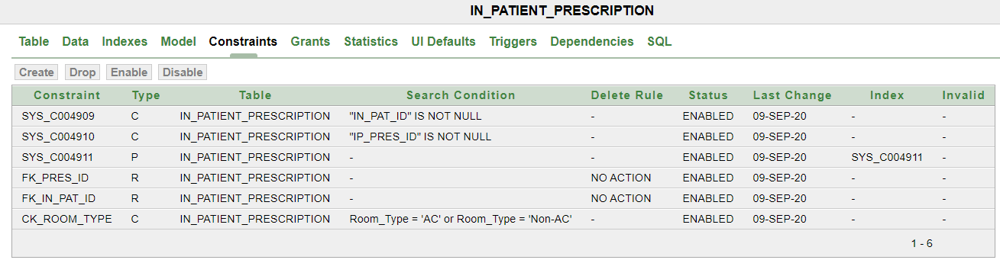 IN_PATIENT_PRESCRIPTION
Table Data Indexes Model Constraints Grants Statistics UI Defaults Triggers Dependencies SQL
Create Drop Enable Disable
Constraint Type Table Search Condition Delete Rule Status Last Change Index Invalid
SYS_C004909 C IN_PATIENT_PRESCRIPTION "IN_PAT_ID" IS NOT NULL - ENABLED 09-SEP-20 - -
SYS_C004910 C IN_PATIENT_PRESCRIPTION "IP_PRES_ID" IS NOT NULL - ENABLED 09-SEP-20 - -
SYS_C004911 P IN_PATIENT_PRESCRIPTION - - ENABLED 09-SEP-20 SYS_C004911 -
FK_PRES_ID R IN_PATIENT_PRESCRIPTION - NO ACTION ENABLED 09-SEP-20 - -
FK_IN_PAT_ID R IN_PATIENT_PRESCRIPTION - NO ACTION ENABLED 09-SEP-20 - -
CK_ROOM_TYPE C IN_PATIENT_PRESCRIPTION Room_Type = 'AC' or Room_Type = 'Non-AC' - ENABLED 09-SEP-20 - -
1 - 6